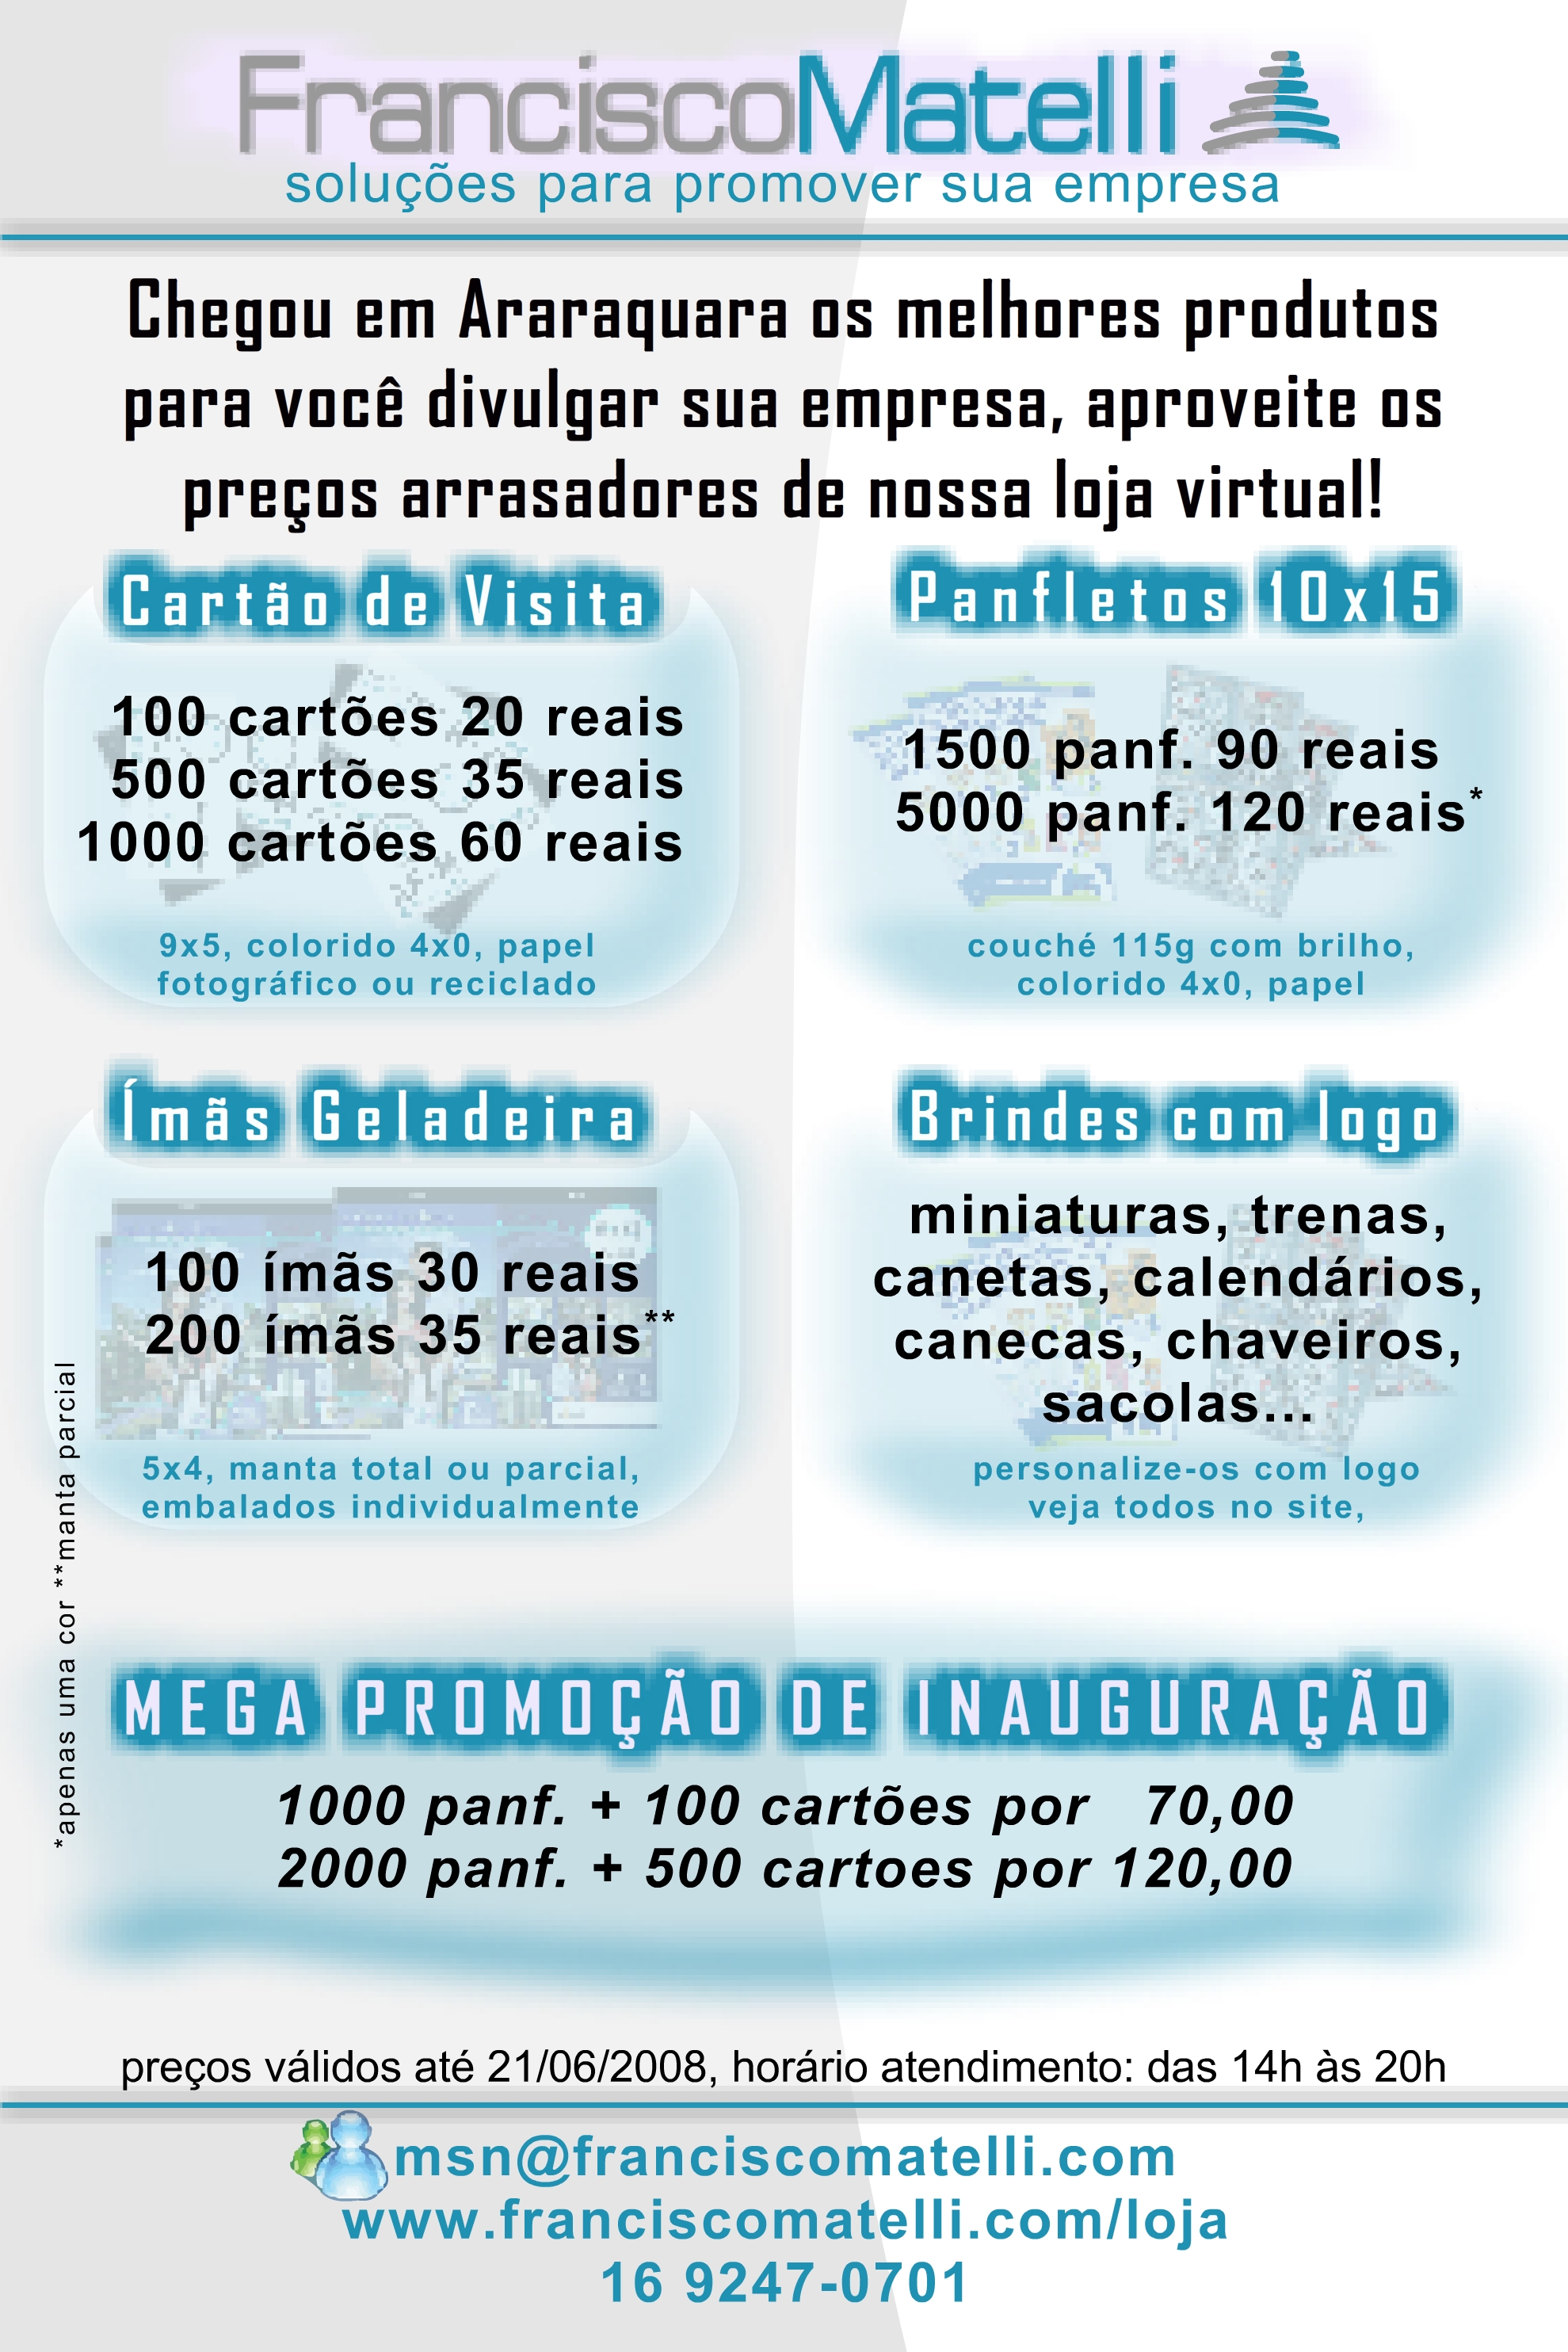 FranciscoMatelli
soluções para promover sua empresa
Chegou em Araraquara os melhores produtos
para você divulgar sua empresa, aproveite os
preços arrasadores de nossa loja virtual!
Cartão de Visita
100 cartões 20 reais
500 cartões 35 reais
1000 cartões 60 reais
9x5, colorido 4x0, papel
fotográfico ou reciclado
Panfletos 10x15
1500 panf. 90 reais
5000 panf. 120 reais*
couché 115g com brilho,
colorido 4x0, papel
Ímãs Geladeira
100 ímãs 30 reais
200 ímãs 35 reais**
5x4, manta total ou parcial,
embalados individualmente
Brindes com logo
miniaturas, trenas,
canetas, calendários,
canecas, chaveiros,
sacolas...
personalize-os com logo
veja todos no site,
*apenas uma cor **manta parcial
MEGA PROMOÇÃO DE INAUGURAÇÃO
1000 panf. + 100 cartões por 70,00
2000 panf. + 500 cartoes por 120,00
preços válidos até 21/06/2008, horário atendimento: das 14h às 20h
msn@franciscomatelli.com
www.franciscomatelli.com/loja
16 9247-0701